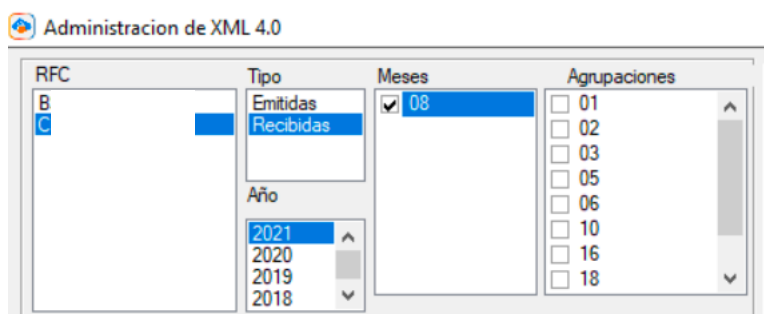 Administracion de XML 4.0
RFC
B
C
Tipo
Emitidas
Recibidas
Año
2021
2020
2019
2018
Meses
08
Agrupaciones
01
02
03
05
06
10
16
18